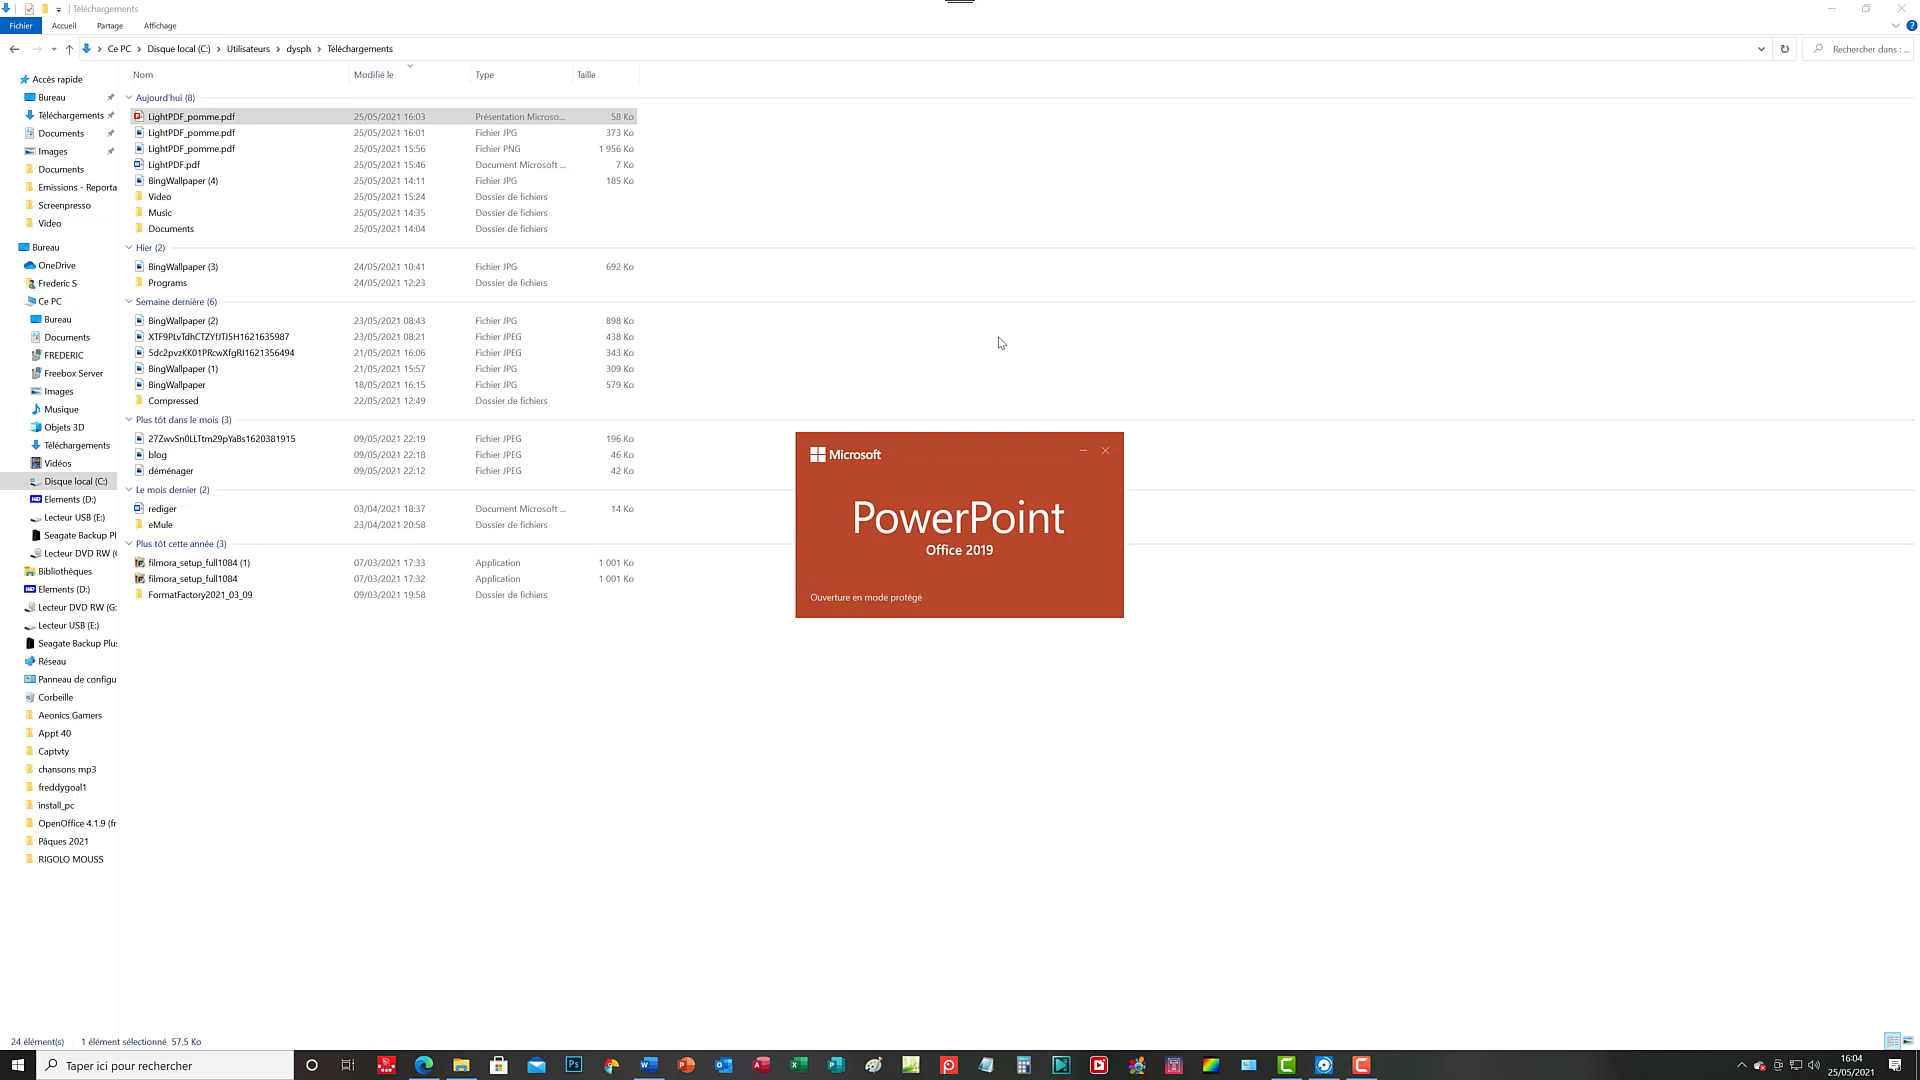 Téléchargements
Fichier Accueil Partage Affichage
Ce PC Disque local (C:) Utilisateurs dysph Téléchargements
Rechercher dans : ...
Nom Modifié le Type Taille
Aujourd'hui (8)
LightPDF_pomme.pdf 25/05/2021 16:03 Présentation Microso... 58 Ko
LightPDF_pomme.pdf 25/05/2021 16:01 Fichier JPG 373 Ko
LightPDF_pomme.pdf 25/05/2021 15:56 Fichier PNG 1 956 Ko
LightPDF.pdf 25/05/2021 15:46 Document Microsoft ... 7 Ko
BingWallpaper (4) 25/05/2021 14:11 Fichier JPG 185 Ko
Video 25/05/2021 15:24 Dossier de fichiers
Music 25/05/2021 14:35 Dossier de fichiers
Documents 25/05/2021 14:04 Dossier de fichiers
Hier (2)
BingWallpaper (3) 24/05/2021 10:41 Fichier JPG 692 Ko
Programs 24/05/2021 12:23 Dossier de fichiers
Semaine dernière (6)
BingWallpaper (2) 23/05/2021 08:43 Fichier JPG 898 Ko
XTF9PLvTdhCTZYfJTJ5H1621635987 23/05/2021 08:21 Fichier JPEG 438 Ko
5dc2pvzKK01PRcwXfgRI1621356494 21/05/2021 16:06 Fichier JPEG 343 Ko
BingWallpaper (1) 21/05/2021 15:57 Fichier JPG 309 Ko
BingWallpaper 18/05/2021 16:15 Fichier JPG 579 Ko
Compressed 22/05/2021 12:49 Dossier de fichiers
Plus tôt dans le mois (3)
27ZwvSn0LLTtm29pYaBs1620381915 09/05/2021 22:19 Fichier JPEG 196 Ko
blog 09/05/2021 22:18 Fichier JPEG 46 Ko
déménager 09/05/2021 22:12 Fichier JPEG 42 Ko
Le mois dernier (2)
rediger 03/04/2021 18:37 Document Microsoft ... 14 Ko
eMule 23/04/2021 20:58 Dossier de fichiers
Plus tôt cette année (3)
filmora_setup_full1084 (1) 07/03/2021 17:33 Application 1 001 Ko
filmora_setup_full1084 07/03/2021 17:32 Application 1 001 Ko
FormatFactory2021_03_09 09/03/2021 19:58 Dossier de fichiers
Accès rapide
Bureau
Téléchargements
Documents
Images
Documents
Emissions - Reporta
Screenpresso
Video
Bureau
OneDrive
Frederic S
Ce PC
Bureau
Documents
FREDERIC
Freebox Server
Images
Musique
Objets 3D
Téléchargements
Vidéos
Disque local (C:)
Elements (D:)
Lecteur USB (E:)
Seagate Backup Pl
Lecteur DVD RW (
Bibliothèques
Elements (D:)
Lecteur DVD RW (G:
Lecteur USB (E:)
Seagate Backup Plus
Réseau
Panneau de configu
Corbeille
Aeonics Gamers
Appt 40
Captvty
chansons mp3
freddygoal1
install_pc
OpenOffice 4.1.9 (fr
Pâques 2021
RIGOLO MOUSS
Microsoft
PowerPoint
Office 2019
Ouverture en mode protégé
24 élément(s) 1 élément sélectionné 57,5 Ko
Taper ici pour rechercher
16:04
25/05/2021